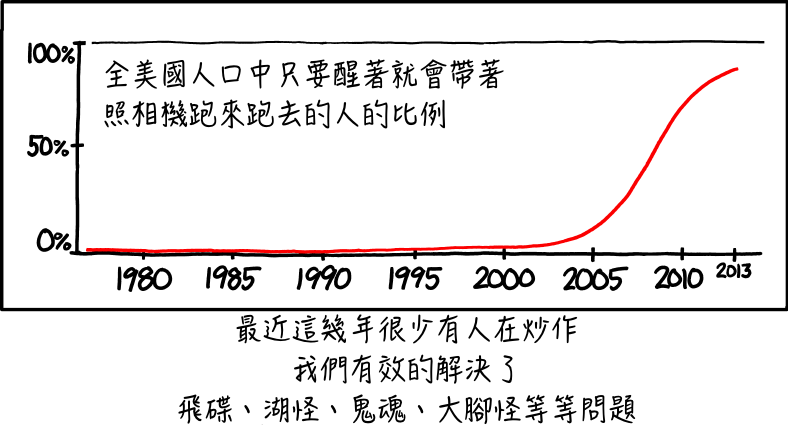 100%
全美國人口中只要醒著就會帶著
照相機跑來跑去的人的比例
50%
0%
1980 1985 1990 1995 2000 2005 2010 2013
最近這幾年很少有人在炒作
我們有效的解決了
飛碟、湖怪、鬼魂、大腳怪等等問題